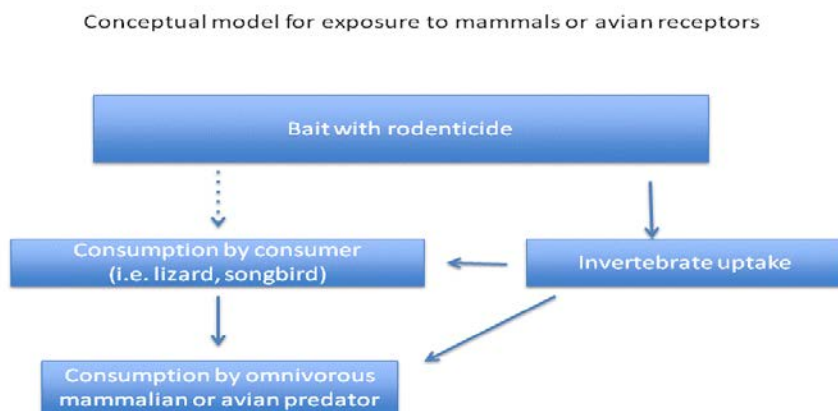 Conceptual model for exposure to mammals or avian receptors
Bait with rodenticide
Consumption by consumer
(i.e. lizard, songbird)
Invertebrate uptake
Consumption by omnivorous
mammalian or avian predator